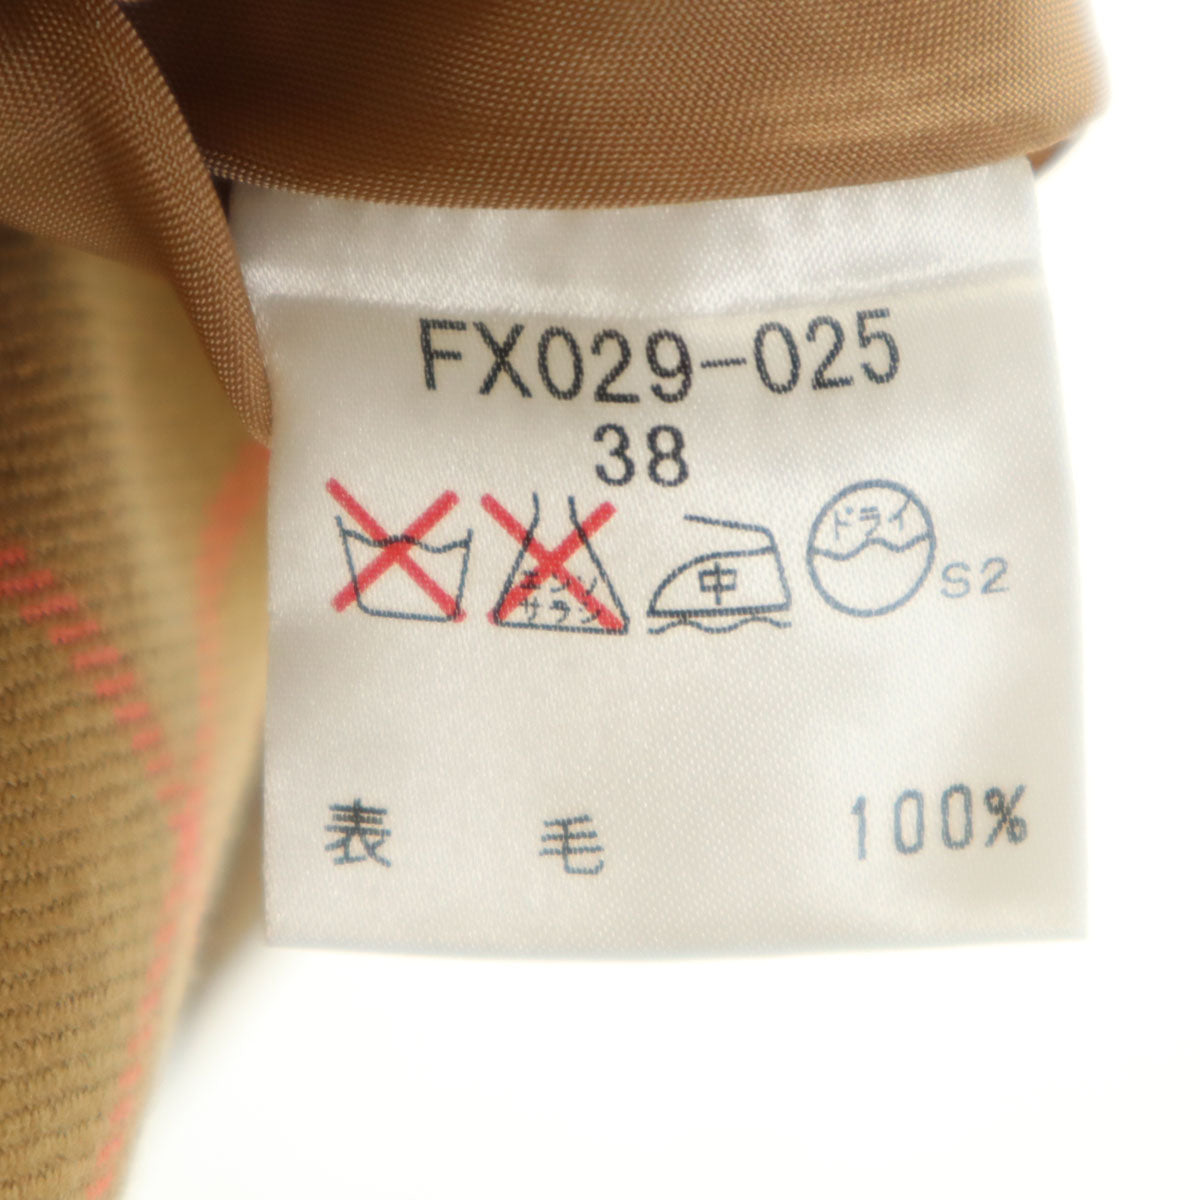 FX029-025
38
エンソ
サラシ
中
ドライ
S2
表 毛 100%